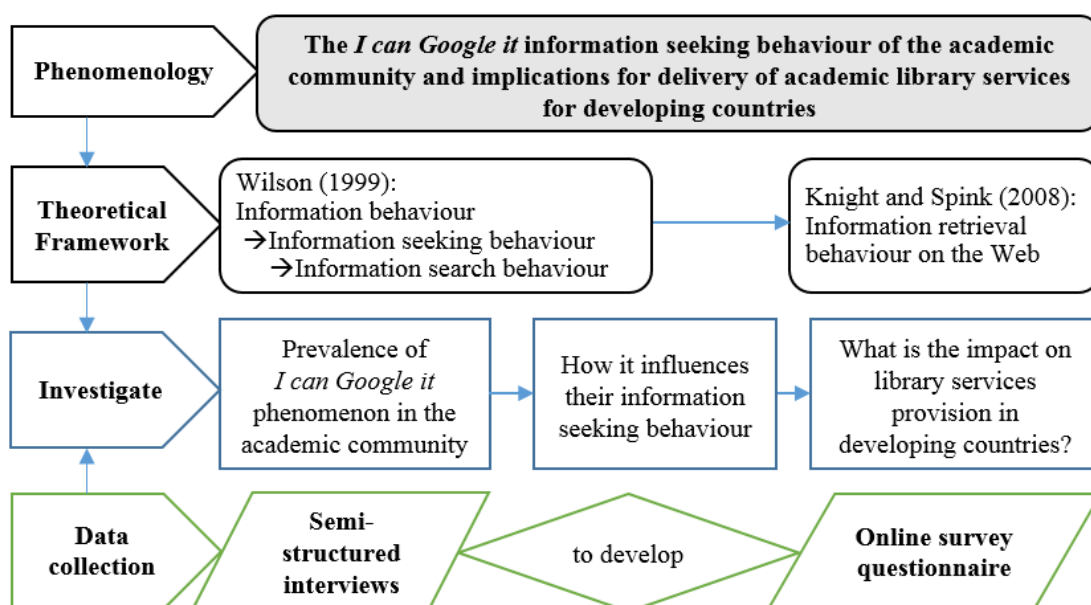 Phenomenology
The I can Google it information seeking behaviour of the academic
community and implications for delivery of academic library services
for developing countries
Theoretical
Framework
Wilson (1999):
Information behaviour
→Information seeking behaviour
→Information search behaviour
Knight and Spink (2008):
Information retrieval
behaviour on the Web
Investigate
Prevalence of
I can Google it
phenomenon in the
academic community
How it influences
their information
seeking behaviour
What is the impact on
library services
provision in
developing countries?
Data
collection
Semi-
structured
interviews
to develop
Online survey
questionnaire